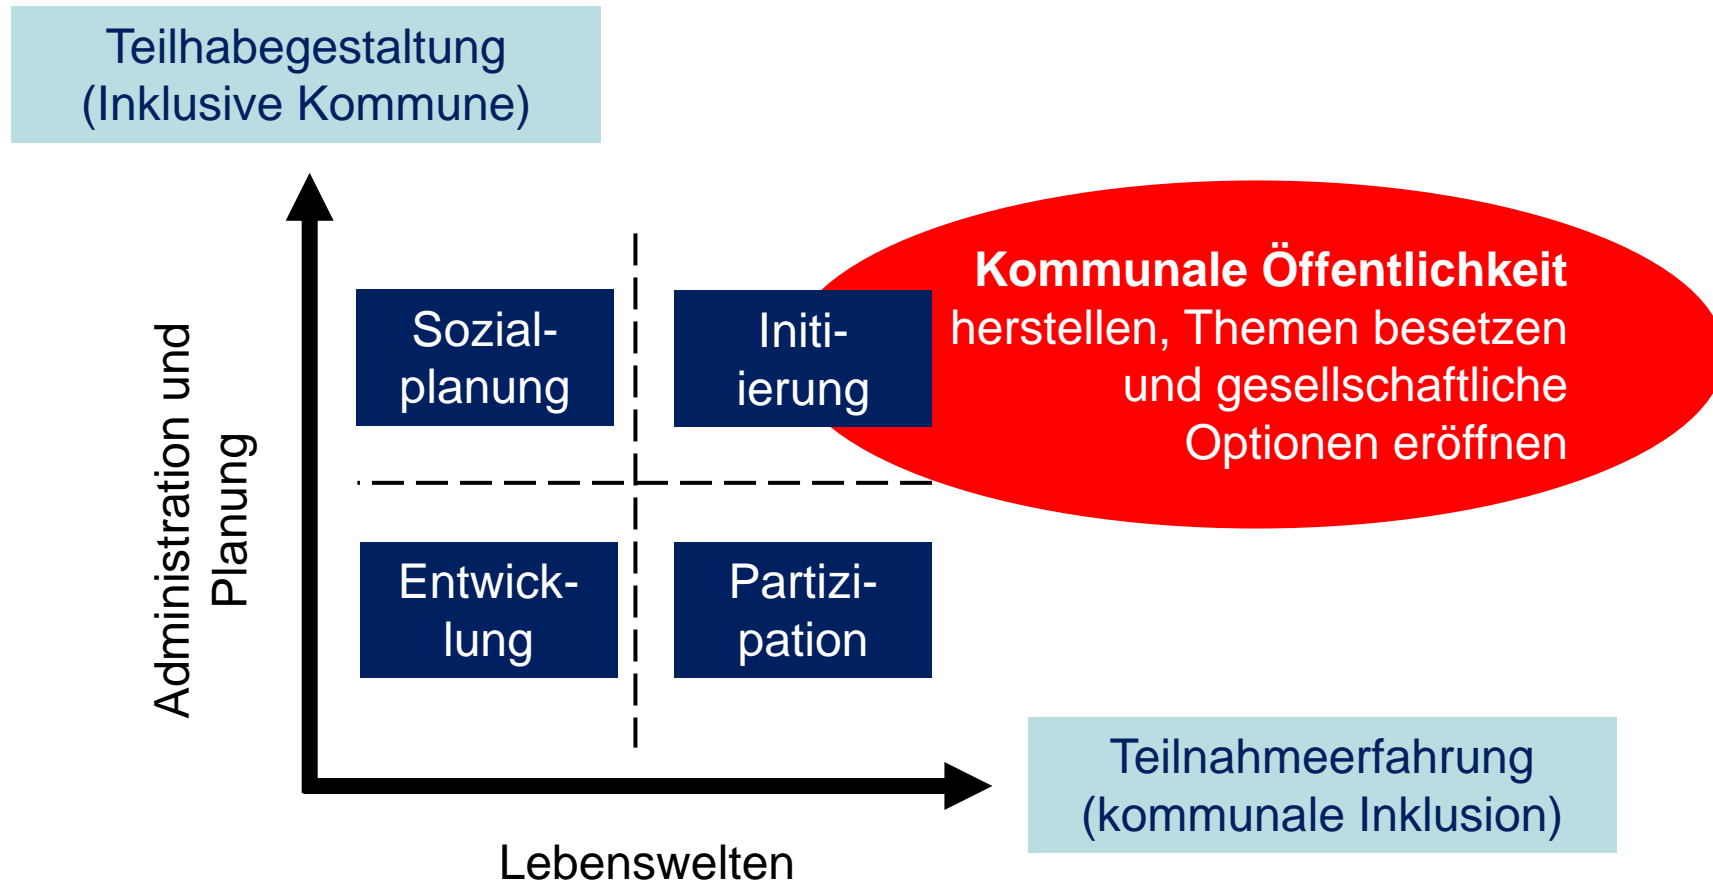 Teilhabegestaltung
(Inklusive Kommune)
Administration und
Planung
Sozial-
planung
Initi-
ierung
Kommunale Öffentlichkeit
herstellen, Themen besetzen
und gesellschaftliche
Optionen eröffnen
Entwick-
lung
Partizi-
pation
Teilnahmeerfahrung
(kommunale Inklusion)
Lebenswelten